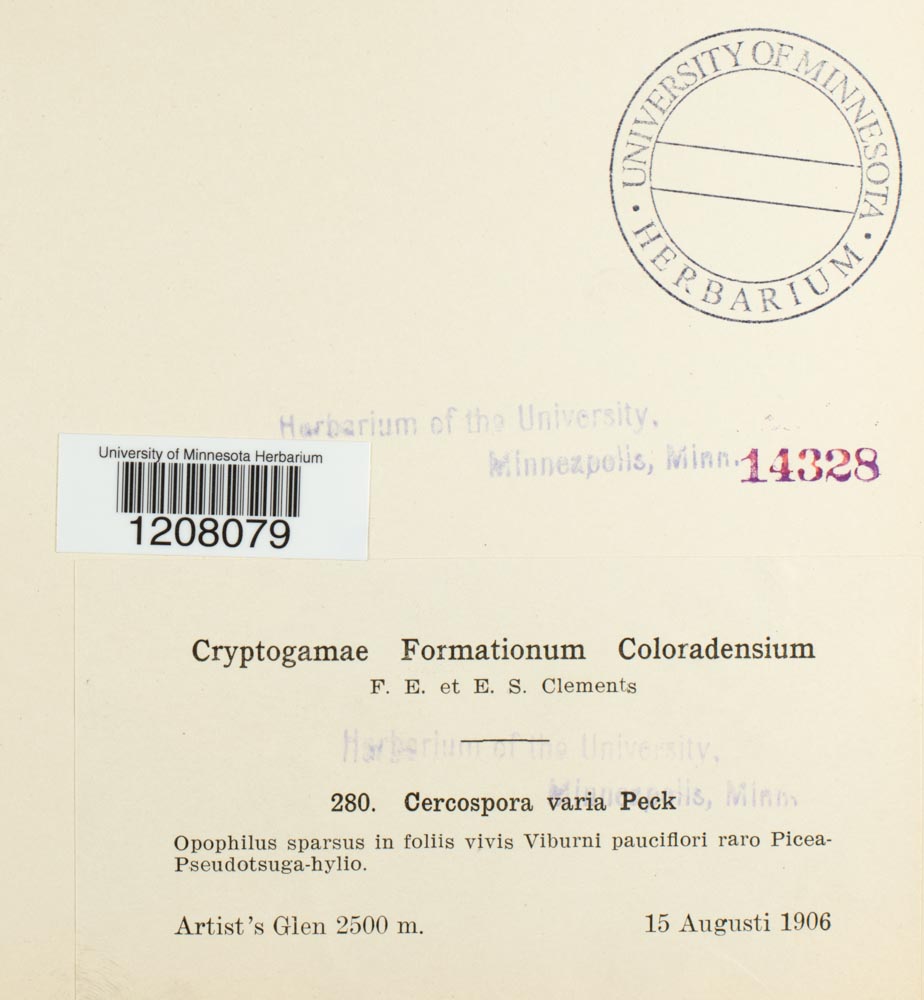 UNIVERSITY OF MINNESOTA
· HERBARIUM ·
Herbarium of the University,
Minneapolis, Minn.
14328
University of Minnesota Herbarium
1208079
Cryptogamae Formationum Coloradensium
F. E. et E. S. Clements
Herbarium of the University,
Minneapolis, Minn.
280. Cercospora varia Peck
Opophilus sparsus in foliis vivis Viburni pauciflori raro Picea-
Pseudotsuga-hylio.
Artist's Glen 2500 m. 15 Augusti 1906